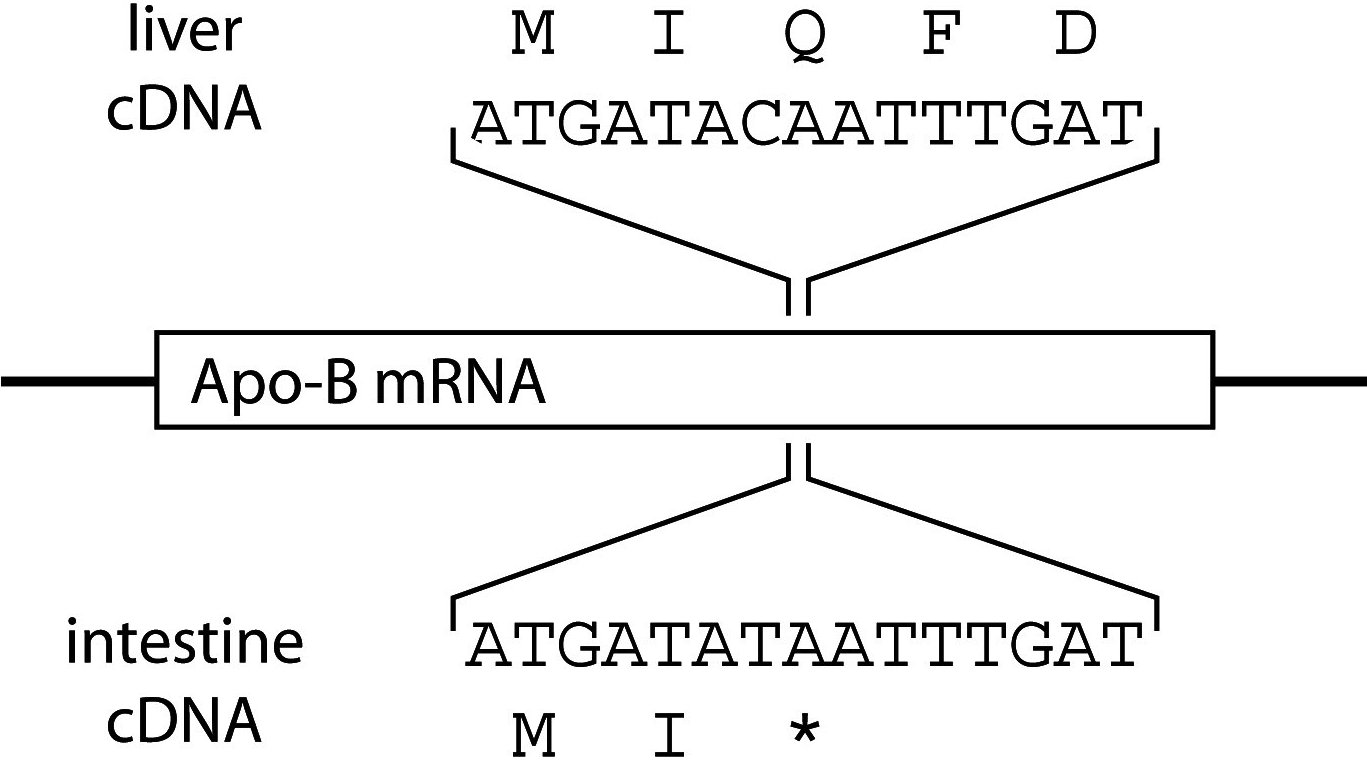 liver
cDNA
M I Q F D
ATGATACAATTTGAT
Apo-B mRNA
intestine
cDNA
ATGATATAATTTGAT
M I *